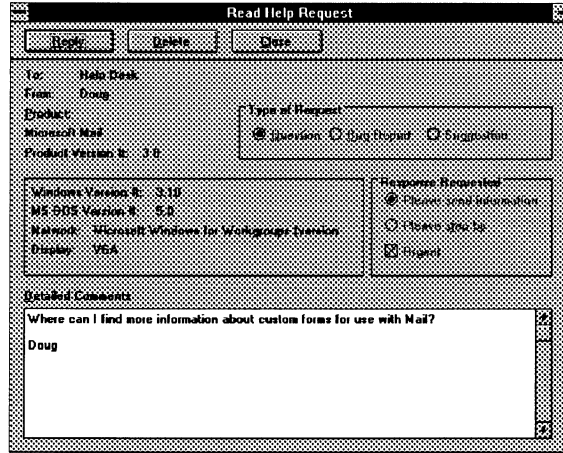 Read Help Request
Reply Delete Close
To: Help Desk
From: Doug
Product:
Microsoft Mail
Product Version #: 3.0
Type of Request
Question Bug Report Suggestion
Windows Version #: 3.10
MS-DOS Version #: 5.0
Network: Microsoft Windows for Workgroups (version
Display: VGA
Response Requested
Please send information
Please stop by
Urgent
Detailed Comments
Where can I find more information about custom forms for use with Mail?
Doug